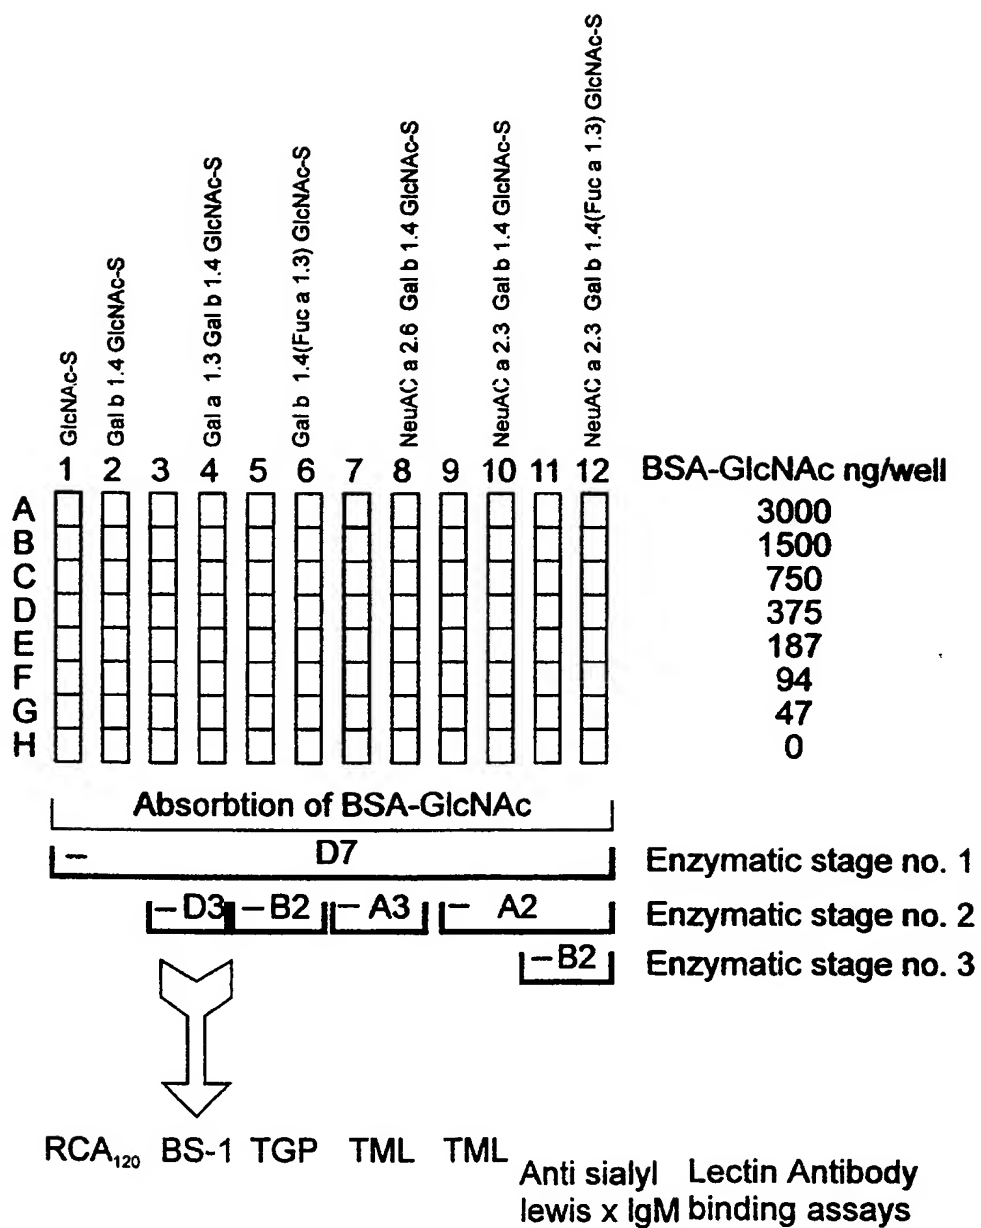 GlcNAc-S
Gal b 1.4 GlcNAc-S
Gal a 1.3 Gal b 1.4 GlcNAc-S
Gal b 1.4(Fuc a 1.3) GlcNAc-S
NeuAC a 2.6 Gal b 1.4 GlcNAc-S
NeuAC a 2.3 Gal b 1.4 GlcNAc-S
NeuAC a 2.3 Gal b 1.4(Fuc a 1.3) GlcNAc-S
1 2 3 4 5 6 7 8 9 10 11 12 BSA-GlcNAc ng/well
A 3000
B 1500
C 750
D 375
E 187
F 94
G 47
H 0
Absorbtion of BSA-GlcNAc
– D7 Enzymatic stage no. 1
– D3 – B2 – A3 – A2 Enzymatic stage no. 2
– B2 Enzymatic stage no. 3
RCA₁₂₀ BS-1 TGP TML TML
Anti sialyl Lectin Antibody
lewis x IgM binding assays